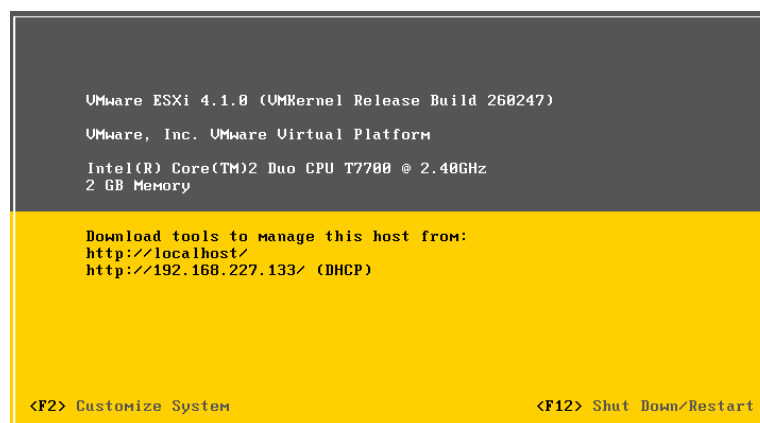 VMware ESXi 4.1.0 (VMKernel Release Build 260247)
VMware, Inc. VMware Virtual Platform
Intel(R) Core(TM)2 Duo CPU T7700 @ 2.40GHz
2 GB Memory
Download tools to manage this host from:
http://localhost/
http://192.168.227.133/ (DHCP)
<F2> Customize System <F12> Shut Down/Restart